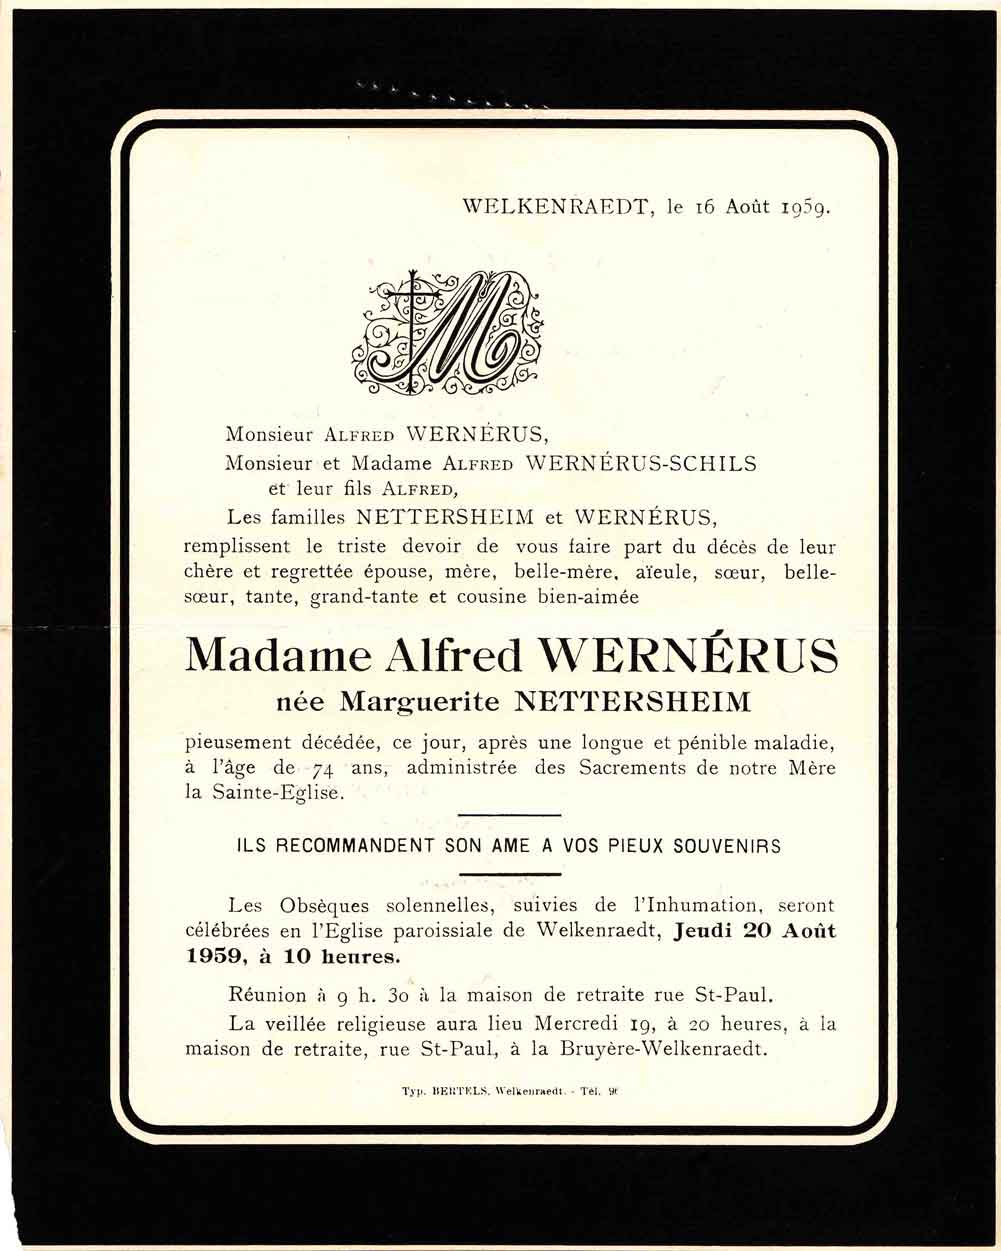 WELKENRAEDT, le 16 Août 1959.
M
Monsieur ALFRED WERNÉRUS,
Monsieur et Madame ALFRED WERNÉRUS-SCHILS
et leur fils ALFRED,
Les familles NETTERSHEIM et WERNÉRUS,
remplissent le triste devoir de vous faire part du décès de leur
chère et regrettée épouse, mère, belle-mère, aïeule, sœur, belle-
sœur, tante, grand-tante et cousine bien-aimée
Madame Alfred WERNÉRUS
née Marguerite NETTERSHEIM
pieusement décédée, ce jour, après une longue et pénible maladie,
à l'âge de 74 ans, administrée des Sacrements de notre Mère
la Sainte-Eglise.
ILS RECOMMANDENT SON AME A VOS PIEUX SOUVENIRS
Les Obsèques solennelles, suivies de l'Inhumation, seront
célébrées en l'Eglise paroissiale de Welkenraedt, Jeudi 20 Août
1959, à 10 heures.
Réunion à 9 h. 30 à la maison de retraite rue St-Paul.
La veillée religieuse aura lieu Mercredi 19, à 20 heures, à la
maison de retraite, rue St-Paul, à la Bruyère-Welkenraedt.
Typ. BERTELS, Welkenraedt. - Tél.